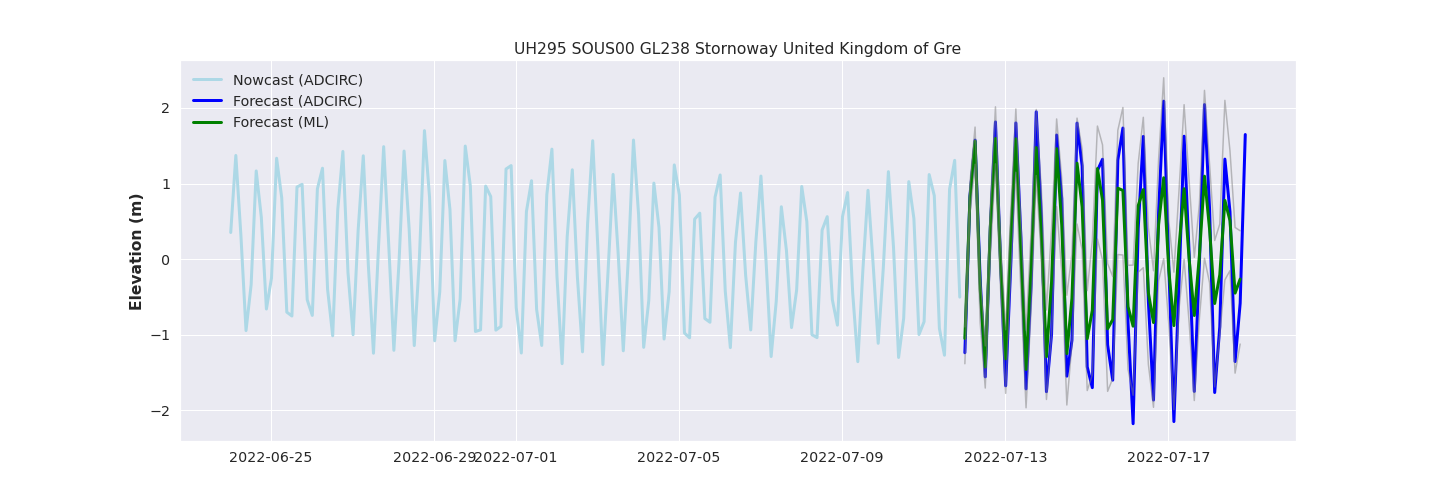 UH295 SOUS00 GL238 Stornoway United Kingdom of Gre
Nowcast (ADCIRC)
Forecast (ADCIRC)
Forecast (ML)
Elevation (m)
2
1
0
−1
−2
2022-06-25
2022-06-29
2022-07-01
2022-07-05
2022-07-09
2022-07-13
2022-07-17